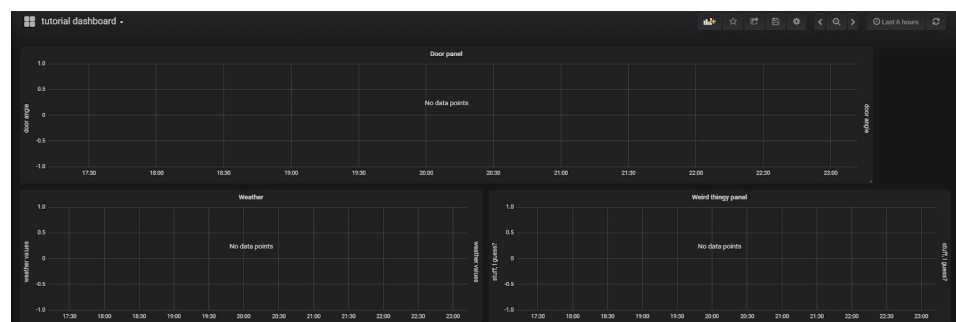 tutorial dashboard
Last 6 hours
Door panel
1.0
0.5
0
-0.5
-1.0
door angle
No data points
door angle
17:30 18:00 18:30 19:00 19:30 20:00 20:30 21:00 21:30 22:00 22:30 23:00
Weather
1.0
0.5
0
-0.5
-1.0
weather values
No data points
weather values
17:30 18:00 18:30 19:00 19:30 20:00 20:30 21:00 21:30 22:00 22:30 23:00
Weird thingy panel
1.0
0.5
0
-0.5
-1.0
stuff, I guess?
No data points
stuff, I guess?
17:30 18:00 18:30 19:00 19:30 20:00 20:30 21:00 21:30 22:00 22:30 23:00